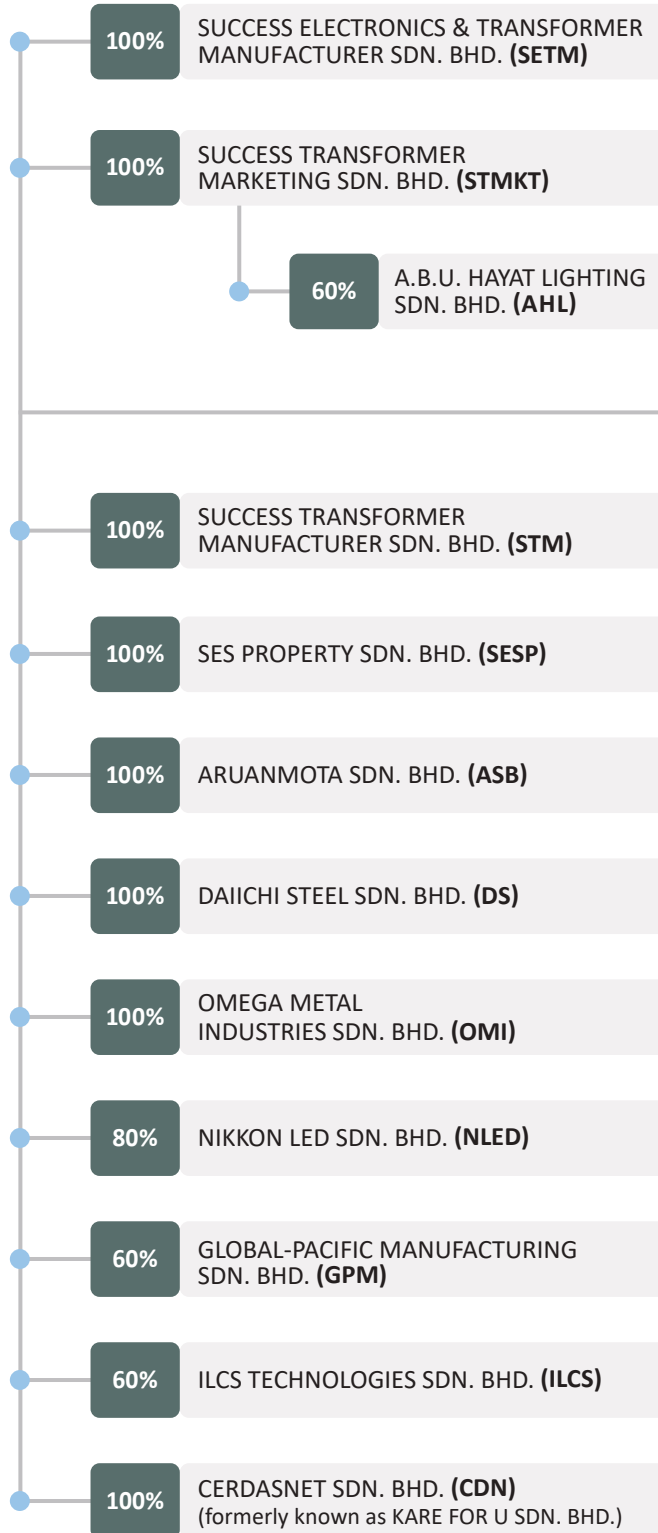 100%
SUCCESS ELECTRONICS & TRANSFORMER
MANUFACTURER SDN. BHD. (SETM)
100%
SUCCESS TRANSFORMER
MARKETING SDN. BHD. (STMKT)
60%
A.B.U. HAYAT LIGHTING
SDN. BHD. (AHL)
100%
SUCCESS TRANSFORMER
MANUFACTURER SDN. BHD. (STM)
100%
SES PROPERTY SDN. BHD. (SESP)
100%
ARUANMOTA SDN. BHD. (ASB)
100%
DAIICHI STEEL SDN. BHD. (DS)
100%
OMEGA METAL
INDUSTRIES SDN. BHD. (OMI)
80%
NIKKON LED SDN. BHD. (NLED)
60%
GLOBAL-PACIFIC MANUFACTURING
SDN. BHD. (GPM)
60%
ILCS TECHNOLOGIES SDN. BHD. (ILCS)
100%
CERDASNET SDN. BHD. (CDN)
(formerly known as KARE FOR U SDN. BHD.)